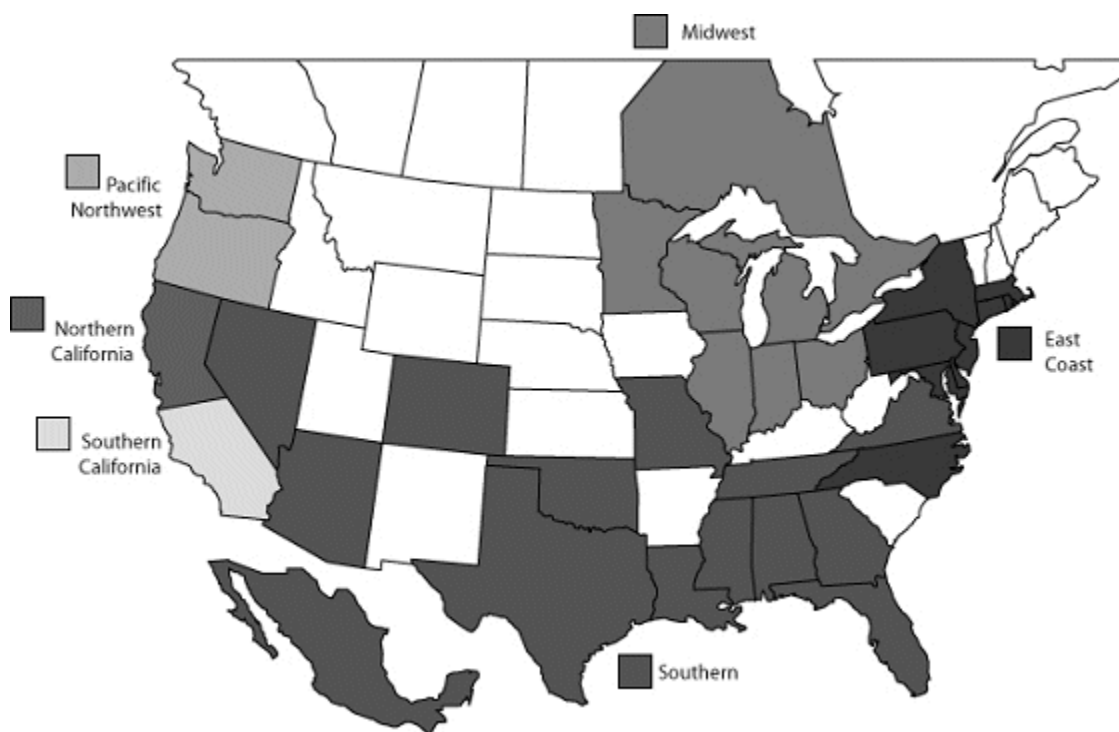 Midwest
Pacific
Northwest
Northern
California
East
Coast
Southern
California
Southern